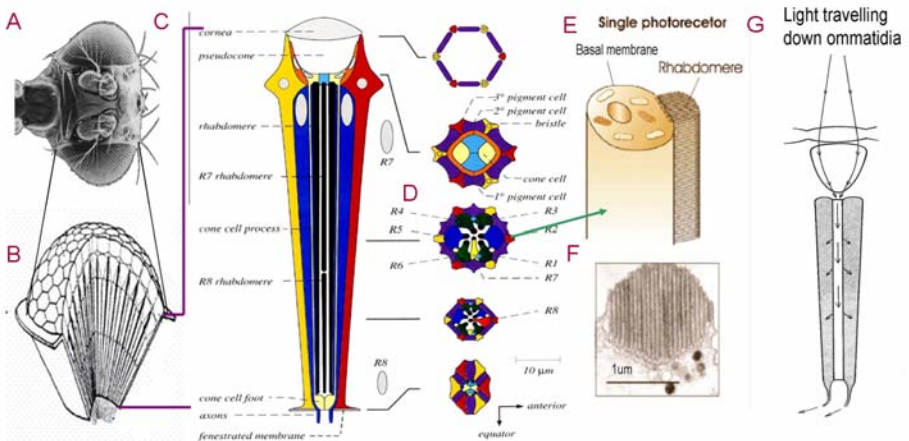 A
cornea
pseudocone
rhabdomere
R7 rhabdomere
cone cell process
R8 rhabdomere
cone cell foot
axons
fenestrated membrane
B
C
R7
R8
3° pigment cell
2° pigment cell
bristle
cone cell
1° pigment cell
D
R4
R5
R6
R3
R2
R1
R7
R8
10 μm
anterior
equator
E
Single photorecetor
Basal membrane
Rhabdomere
F
1um
G
Light travelling
down ommatidia